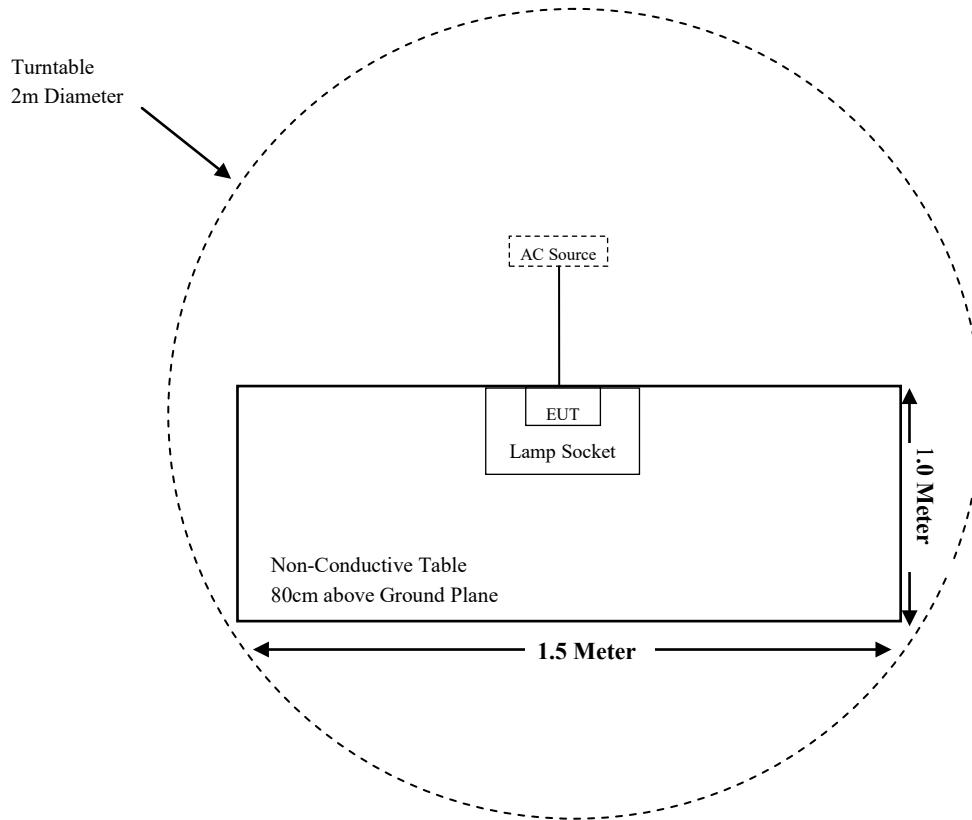 Turntable
2m Diameter
AC Source
EUT
Lamp Socket
1.0 Meter
Non-Conductive Table
80cm above Ground Plane
1.5 Meter